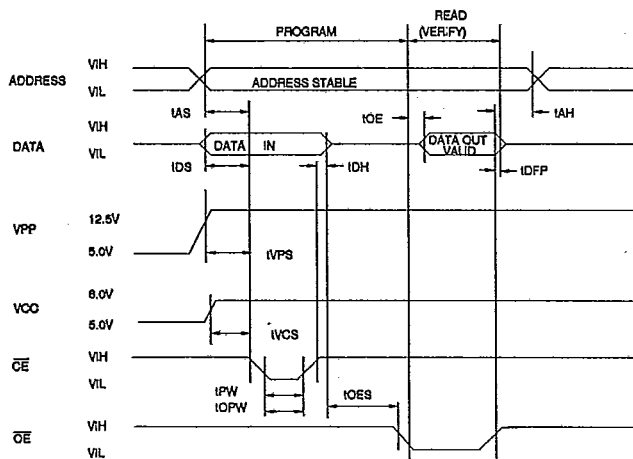 READ
PROGRAM (VERIFY)
ADDRESS VIH
VIL ADDRESS STABLE
tAS tOE tAH
DATA VIH
VIL DATA IN DATA OUT
VALID
tDS tDH tDFP
VPP 12.5V
5.0V tVPS
VCC 6.0V
5.0V tVCS
CE VIH
VIL
tPW tOES
tOPW
OE VIH
VIL